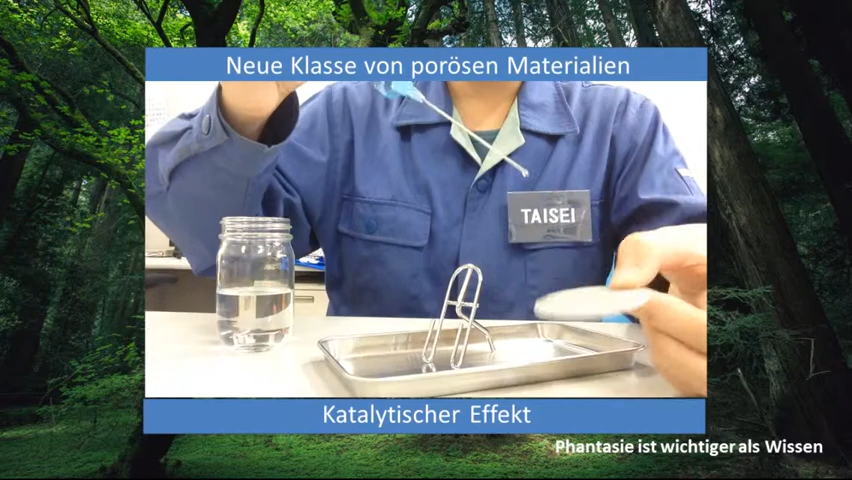 Neue Klasse von porösen Materialien
TAISEI
Katalytischer Effekt
Phantasie ist wichtiger als Wissen